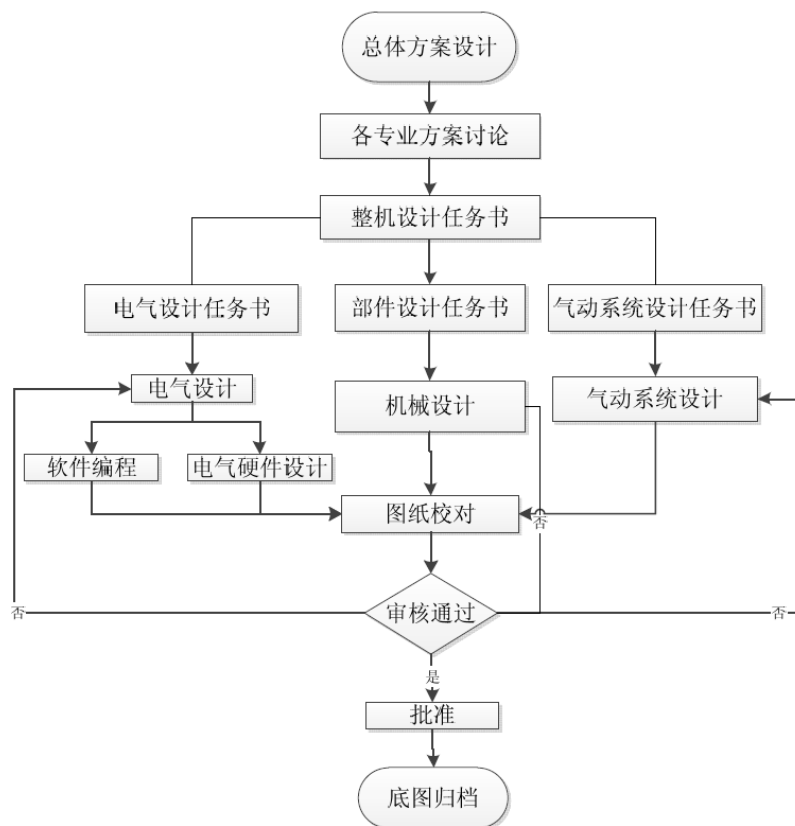 总体方案设计
各专业方案讨论
整机设计任务书
电气设计任务书
部件设计任务书
气动系统设计任务书
电气设计
机械设计
气动系统设计
软件编程
电气硬件设计
图纸校对
否
否
审核通过
否
是
批准
底图归档